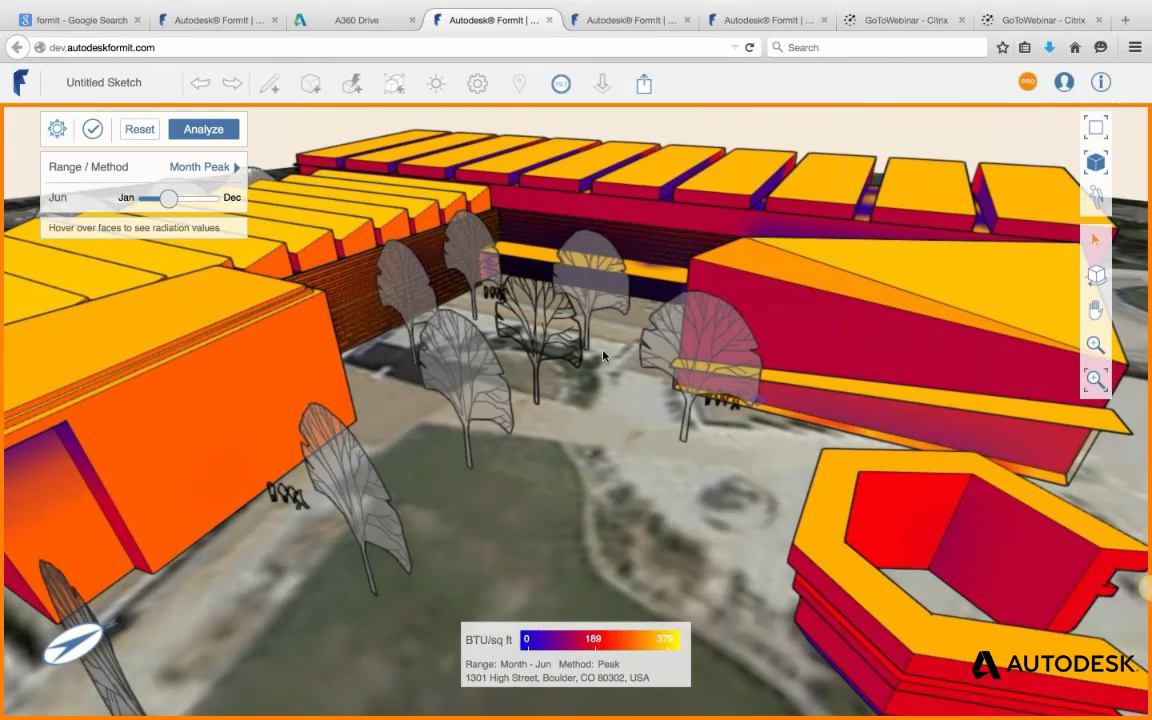 formit - Google Search
Autodesk® FormIt | ...
A360 Drive
Autodesk® FormIt | ...
Autodesk® FormIt | ...
Autodesk® FormIt | ...
GoToWebinar - Citrix
GoToWebinar - Citrix
dev.autodeskformit.com
Search
Untitled Sketch
PRO
Reset
Analyze
Range / Method
Month Peak
Jun
Jan
Dec
Hover over faces to see radiation values
BTU/sq ft
0
189
379
Range: Month - Jun Method: Peak
1301 High Street, Boulder, CO 80302, USA
AUTODESK